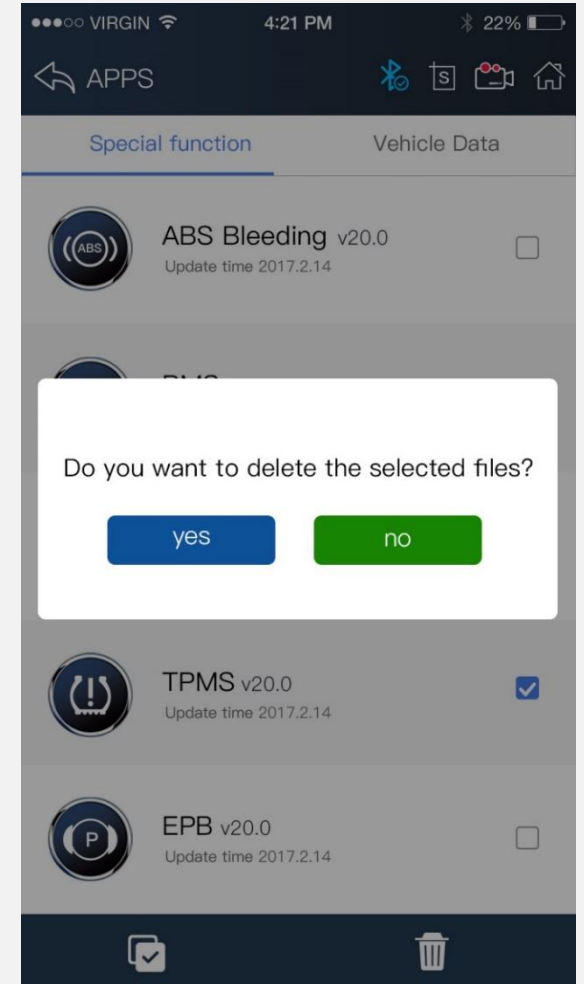 VIRGIN 4:21 PM 22%
APPS S
Special function Vehicle Data
ABS
ABS Bleeding v20.0
Update time 2017.2.14
Do you want to delete the selected files?
yes no
TPMS v20.0
Update time 2017.2.14
P
EPB v20.0
Update time 2017.2.14